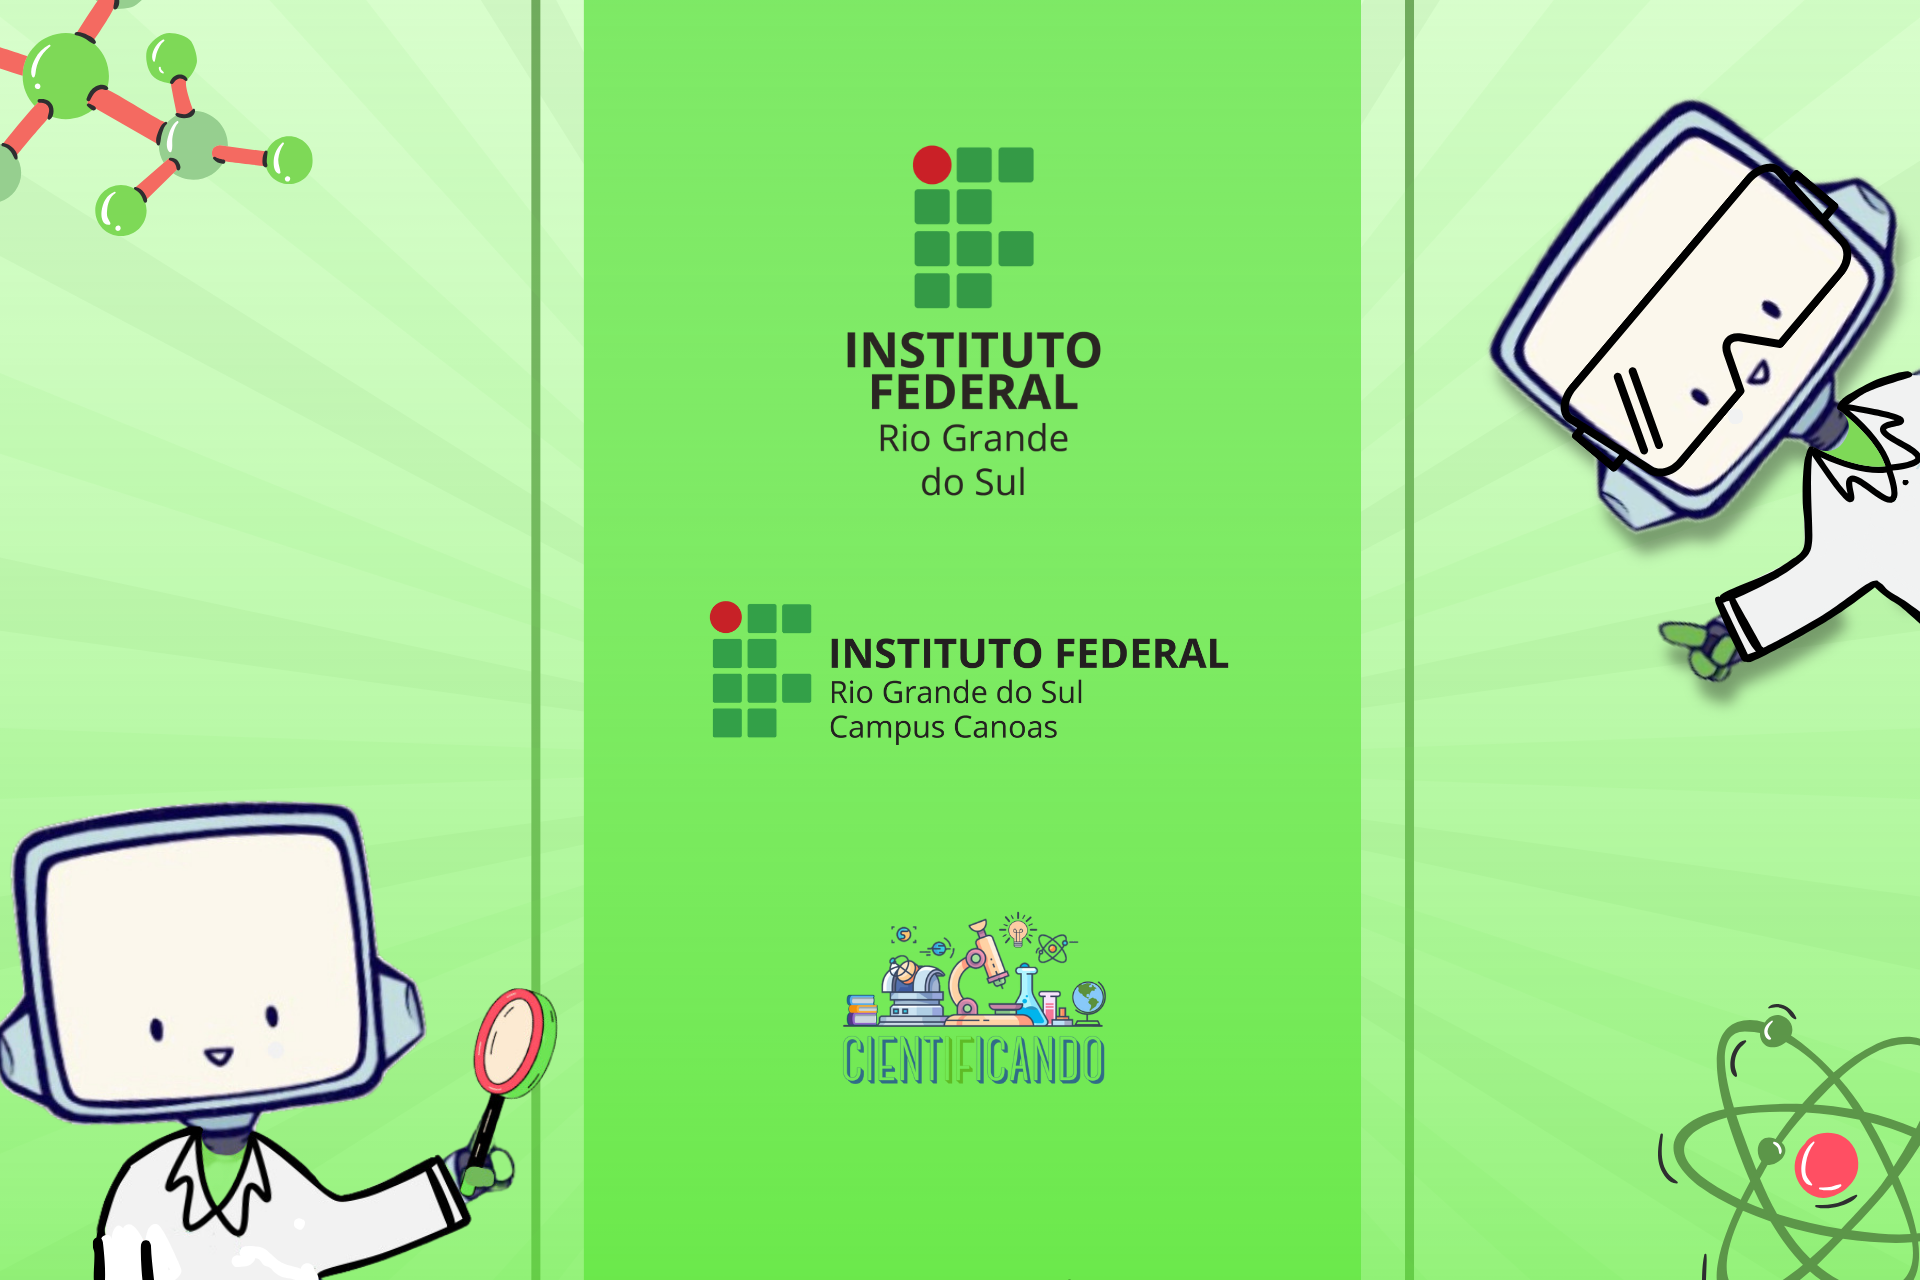 INSTITUTO
FEDERAL
Rio Grande
do Sul
INSTITUTO FEDERAL
Rio Grande do Sul
Campus Canoas
CIENTIFICANDO